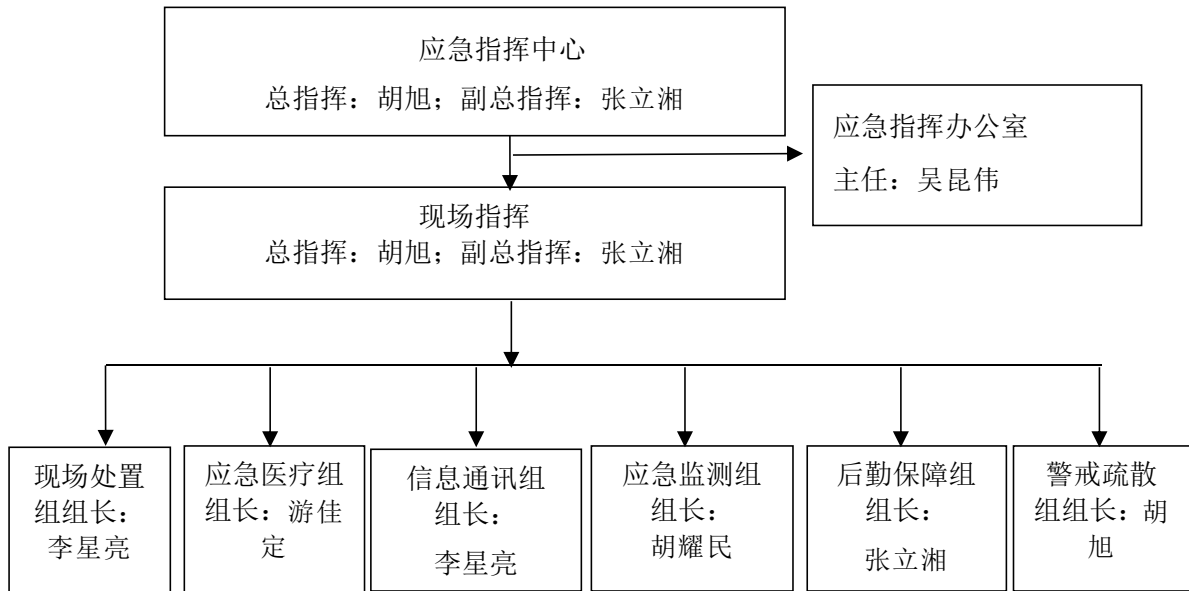 应急指挥中心
总指挥：胡旭；副总指挥：张立湘
应急指挥办公室
主任：吴昆伟
现场指挥
总指挥：胡旭；副总指挥：张立湘
现场处置
组组长：
李星亮
应急医疗组
组长：游佳
定
信息通讯组
组长：
李星亮
应急监测组
组长：
胡耀民
后勤保障组
组长：
张立湘
警戒疏散
组组长：胡
旭